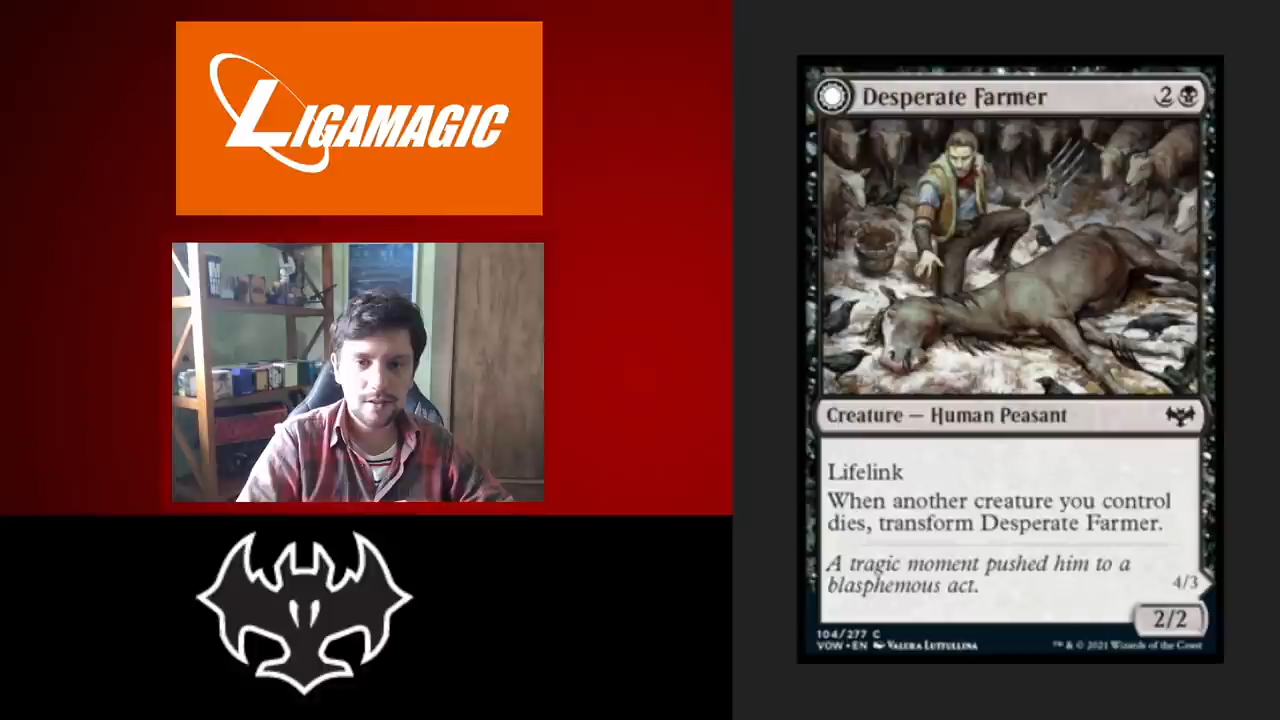 LIGAMAGIC
Desperate Farmer 2
Creature — Human Peasant
Lifelink
When another creature you control
dies, transform Desperate Farmer.
A tragic moment pushed him to a
blasphemous act.
4/3
2/2
104/277 C
VOW • EN VALERA LUTFULLINA
™ & © 2021 Wizards of the Coast